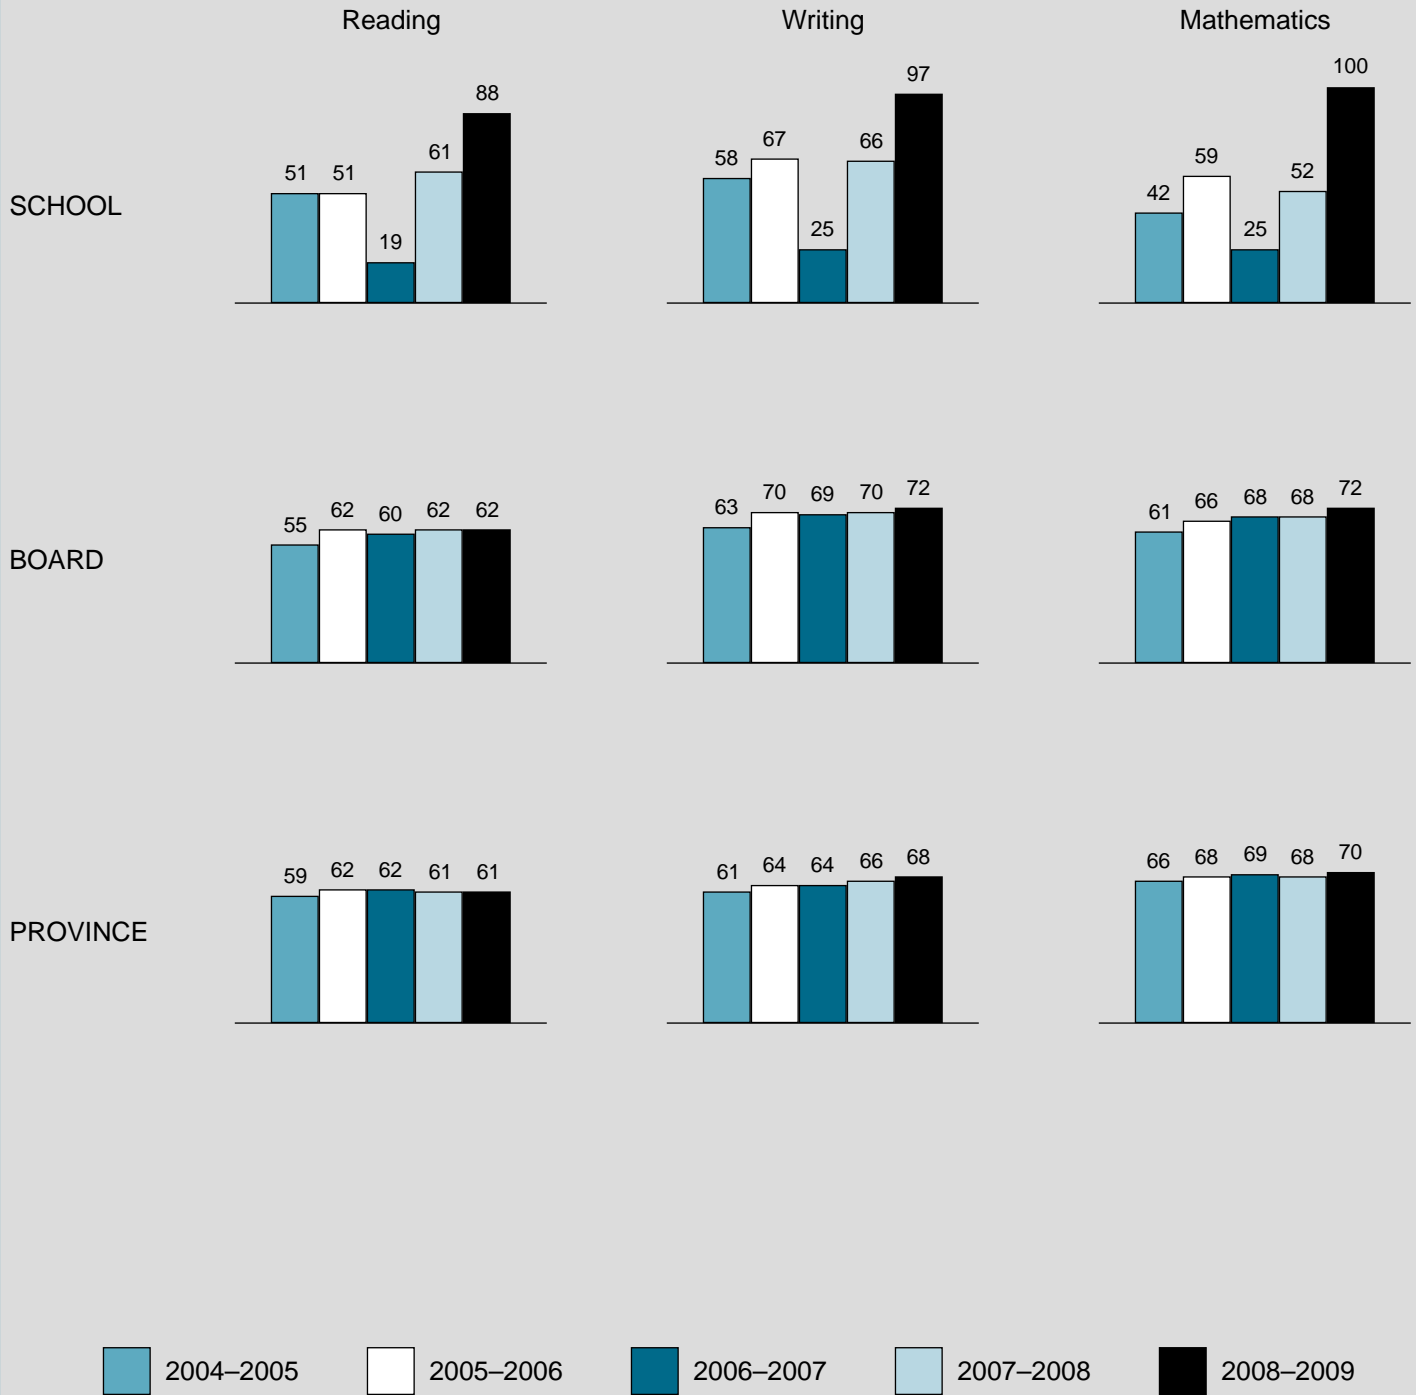 Reading Writing Mathematics
SCHOOL
51 51 19 61 88
58 67 25 66 97
42 59 25 52 100
BOARD
55 62 60 62 62
63 70 69 70 72
61 66 68 68 72
PROVINCE
59 62 62 61 61
61 64 64 66 68
66 68 69 68 70
2004–2005 2005–2006 2006–2007 2007–2008 2008–2009